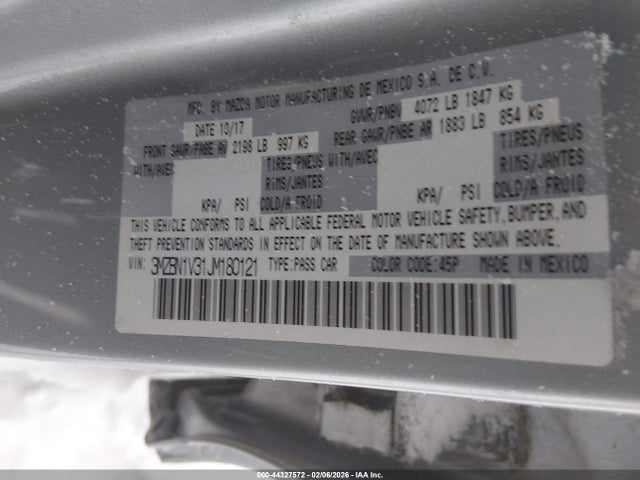 MFG. BY MAZDA MOTOR MANUFACTURING DE MEXICO S.A. DE C.V.
DATE 10/17 GVWR/PNBV 4072 LB 1847 KG
FRONT GAWR/PNBE AV 2198 LB 997 KG REAR GAWR/PNBE AR 1883 LB 854 KG
WITH/AVEC TIRES/PNEUS WITH/AVEC TIRES/PNEUS
RIMS/JANTES RIMS/JANTES
KPA/ PSI COLD/A FROID KPA/ PSI COLD/A FROID
THIS VEHICLE CONFORMS TO ALL APPLICABLE FEDERAL MOTOR VEHICLE SAFETY, BUMPER, AND
THEFT PREVENTION STANDARDS IN EFFECT ON THE DATE OF MANUFACTURE SHOWN ABOVE.
VIN: 3MZBN1V31JM180121 TYPE:PASS CAR COLOR CODE:45P MADE IN MEXICO
000-44327572 - 02/06/2026 - IAA Inc.